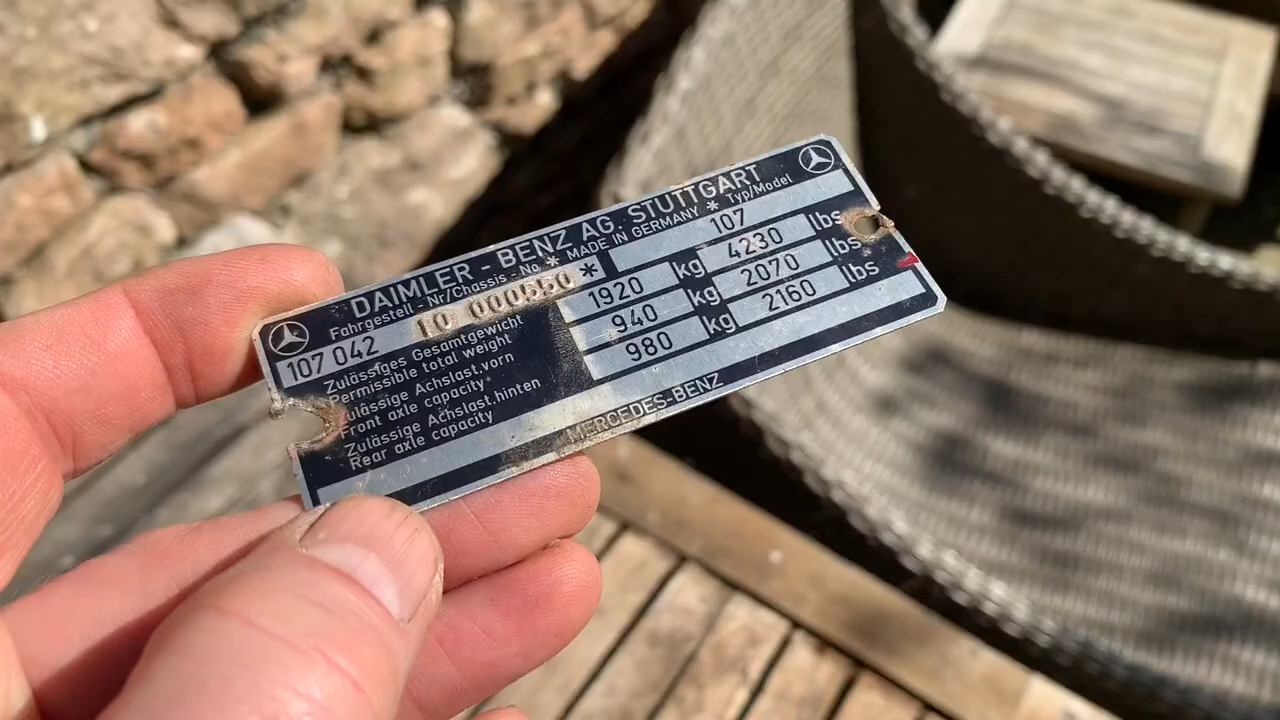 DAIMLER - BENZ AG. STUTTGART
Fahrgestell - Nr/Chassis - No * MADE IN GERMANY * Typ/Model
107 042 10 000550 * 107
Zulässiges Gesamtgewicht
Permissible total weight 1920 kg 4230 lbs
Zulässige Achslast.vorn
Front axle capacity 940 kg 2070 lbs
Zulässige Achslast.hinten
Rear axle capacity 980 kg 2160 lbs
MERCEDES-BENZ